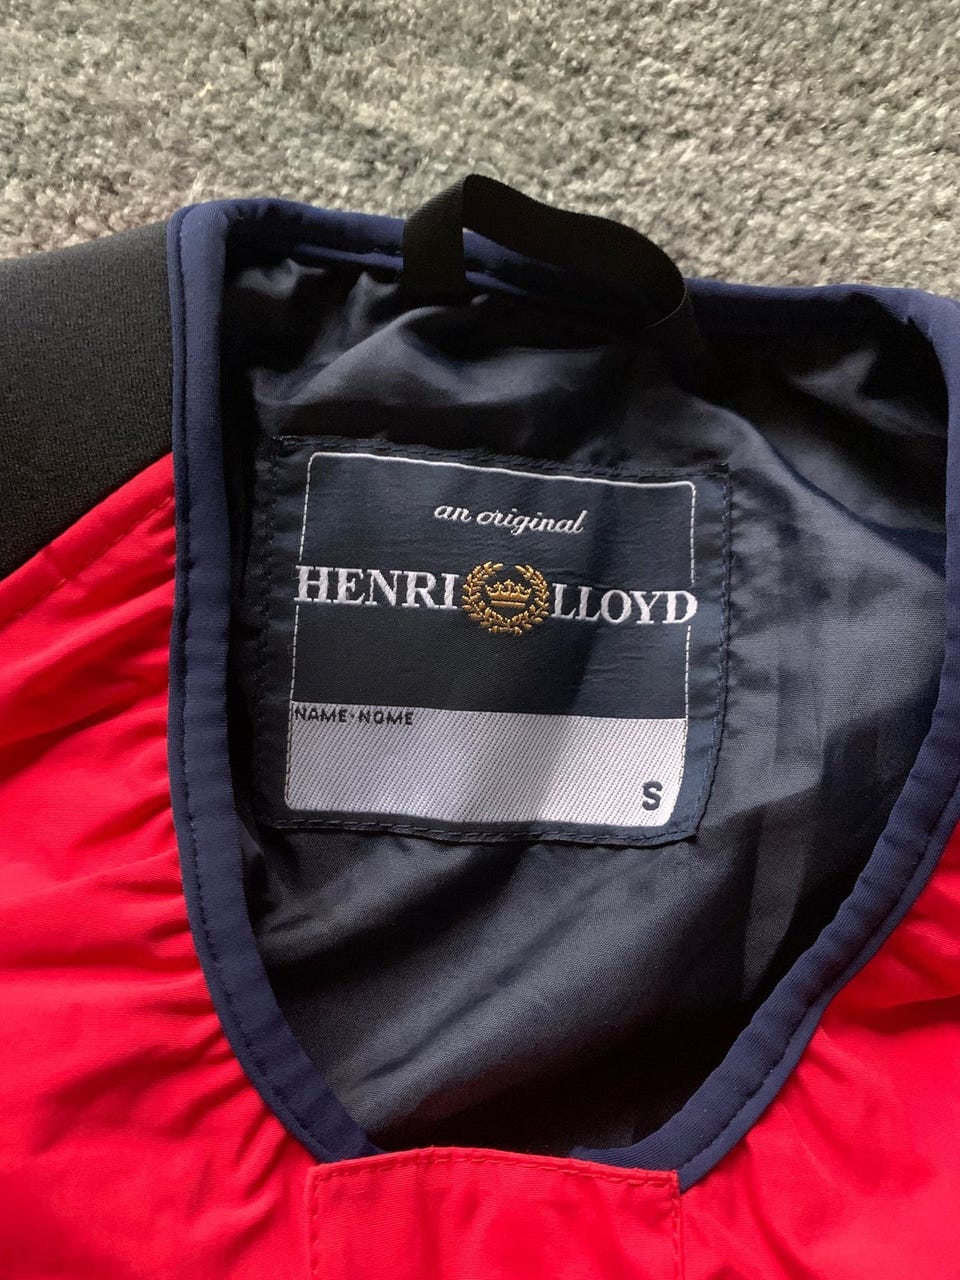 an original
HENRI LLOYD
NAME·NOME
S